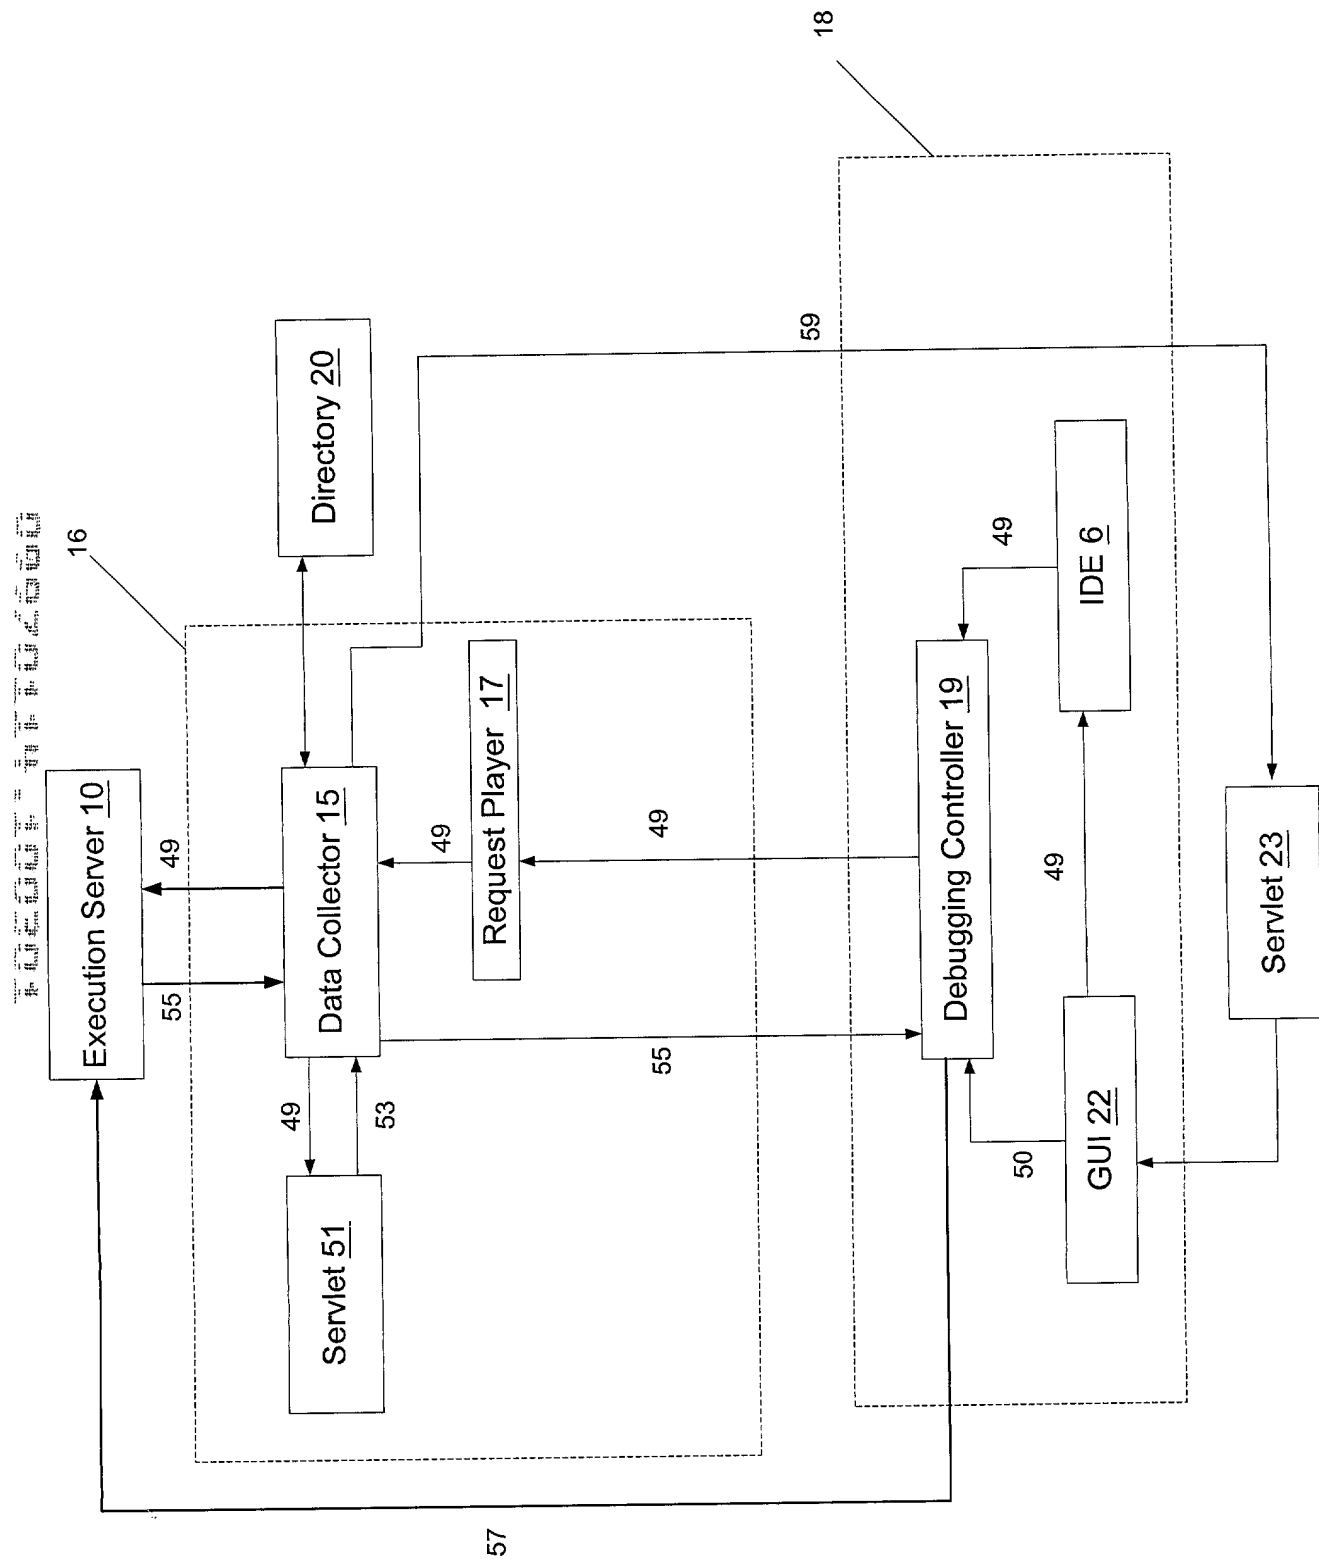 18
16
Execution Server 10
49
55
Directory 20
Data Collector 15
49
53
Servlet 51
49
Request Player 17
49
55
57
59
Debugging Controller 19
49
IDE 6
49
50
GUI 22
Servlet 23